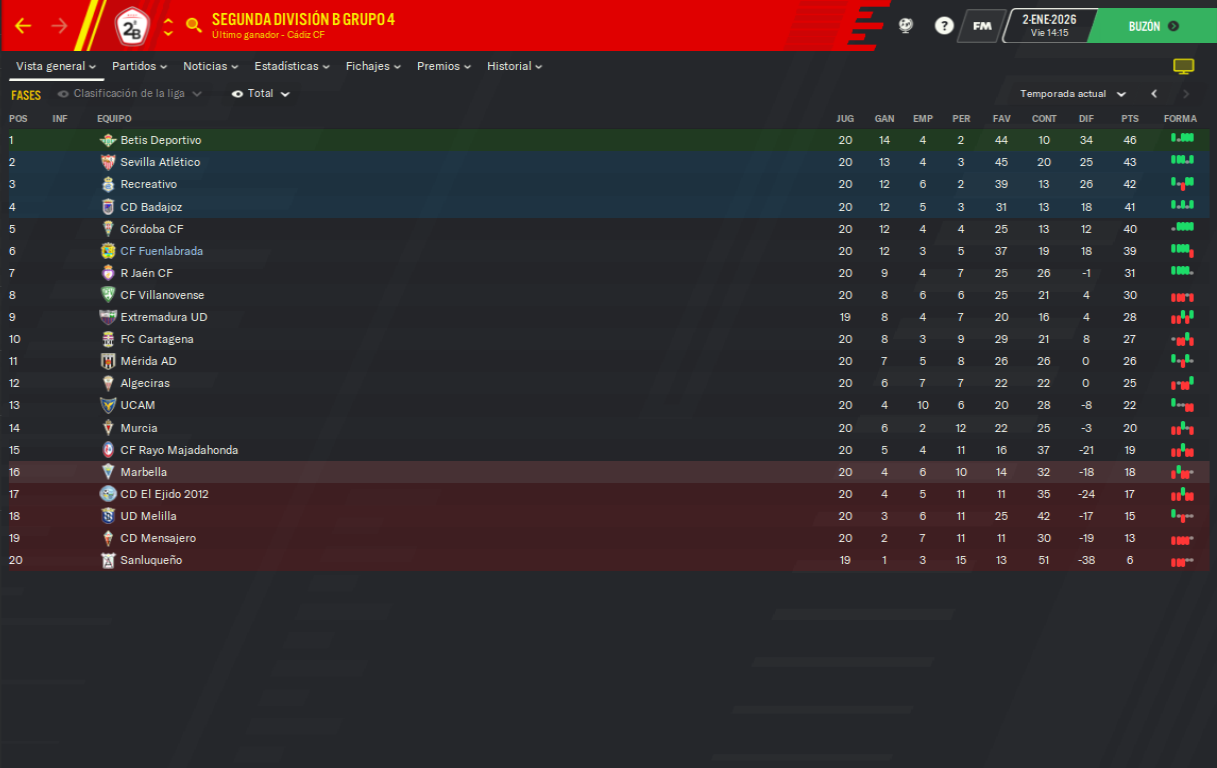 SEGUNDA DIVISIÓN B GRUPO 4
Último ganador - Cádiz CF
2ªB
?
FM
2-ENE-2026
Vie 14:15
BUZÓN
Vista general Partidos Noticias Estadísticas Fichajes Premios Historial
FASES Clasificación de la liga Total Temporada actual
POS INF EQUIPO JUG GAN EMP PER FAV CONT DIF PTS FORMA
1 Betis Deportivo 20 14 4 2 44 10 34 46
2 Sevilla Atlético 20 13 4 3 45 20 25 43
3 Recreativo 20 12 6 2 39 13 26 42
4 CD Badajoz 20 12 5 3 31 13 18 41
5 Córdoba CF 20 12 4 4 25 13 12 40
6 CF Fuenlabrada 20 12 3 5 37 19 18 39
7 R Jaén CF 20 9 4 7 25 26 -1 31
8 CF Villanovense 20 8 6 6 25 21 4 30
9 Extremadura UD 19 8 4 7 20 16 4 28
10 FC Cartagena 20 8 3 9 29 21 8 27
11 Mérida AD 20 7 5 8 26 26 0 26
12 Algeciras 20 6 7 7 22 22 0 25
13 UCAM 20 4 10 6 20 28 -8 22
14 Murcia 20 6 2 12 22 25 -3 20
15 CF Rayo Majadahonda 20 5 4 11 16 37 -21 19
16 Marbella 20 4 6 10 14 32 -18 18
17 CD El Ejido 2012 20 4 5 11 11 35 -24 17
18 UD Melilla 20 3 6 11 25 42 -17 15
19 CD Mensajero 20 2 7 11 11 30 -19 13
20 Sanluqueño 19 1 3 15 13 51 -38 6